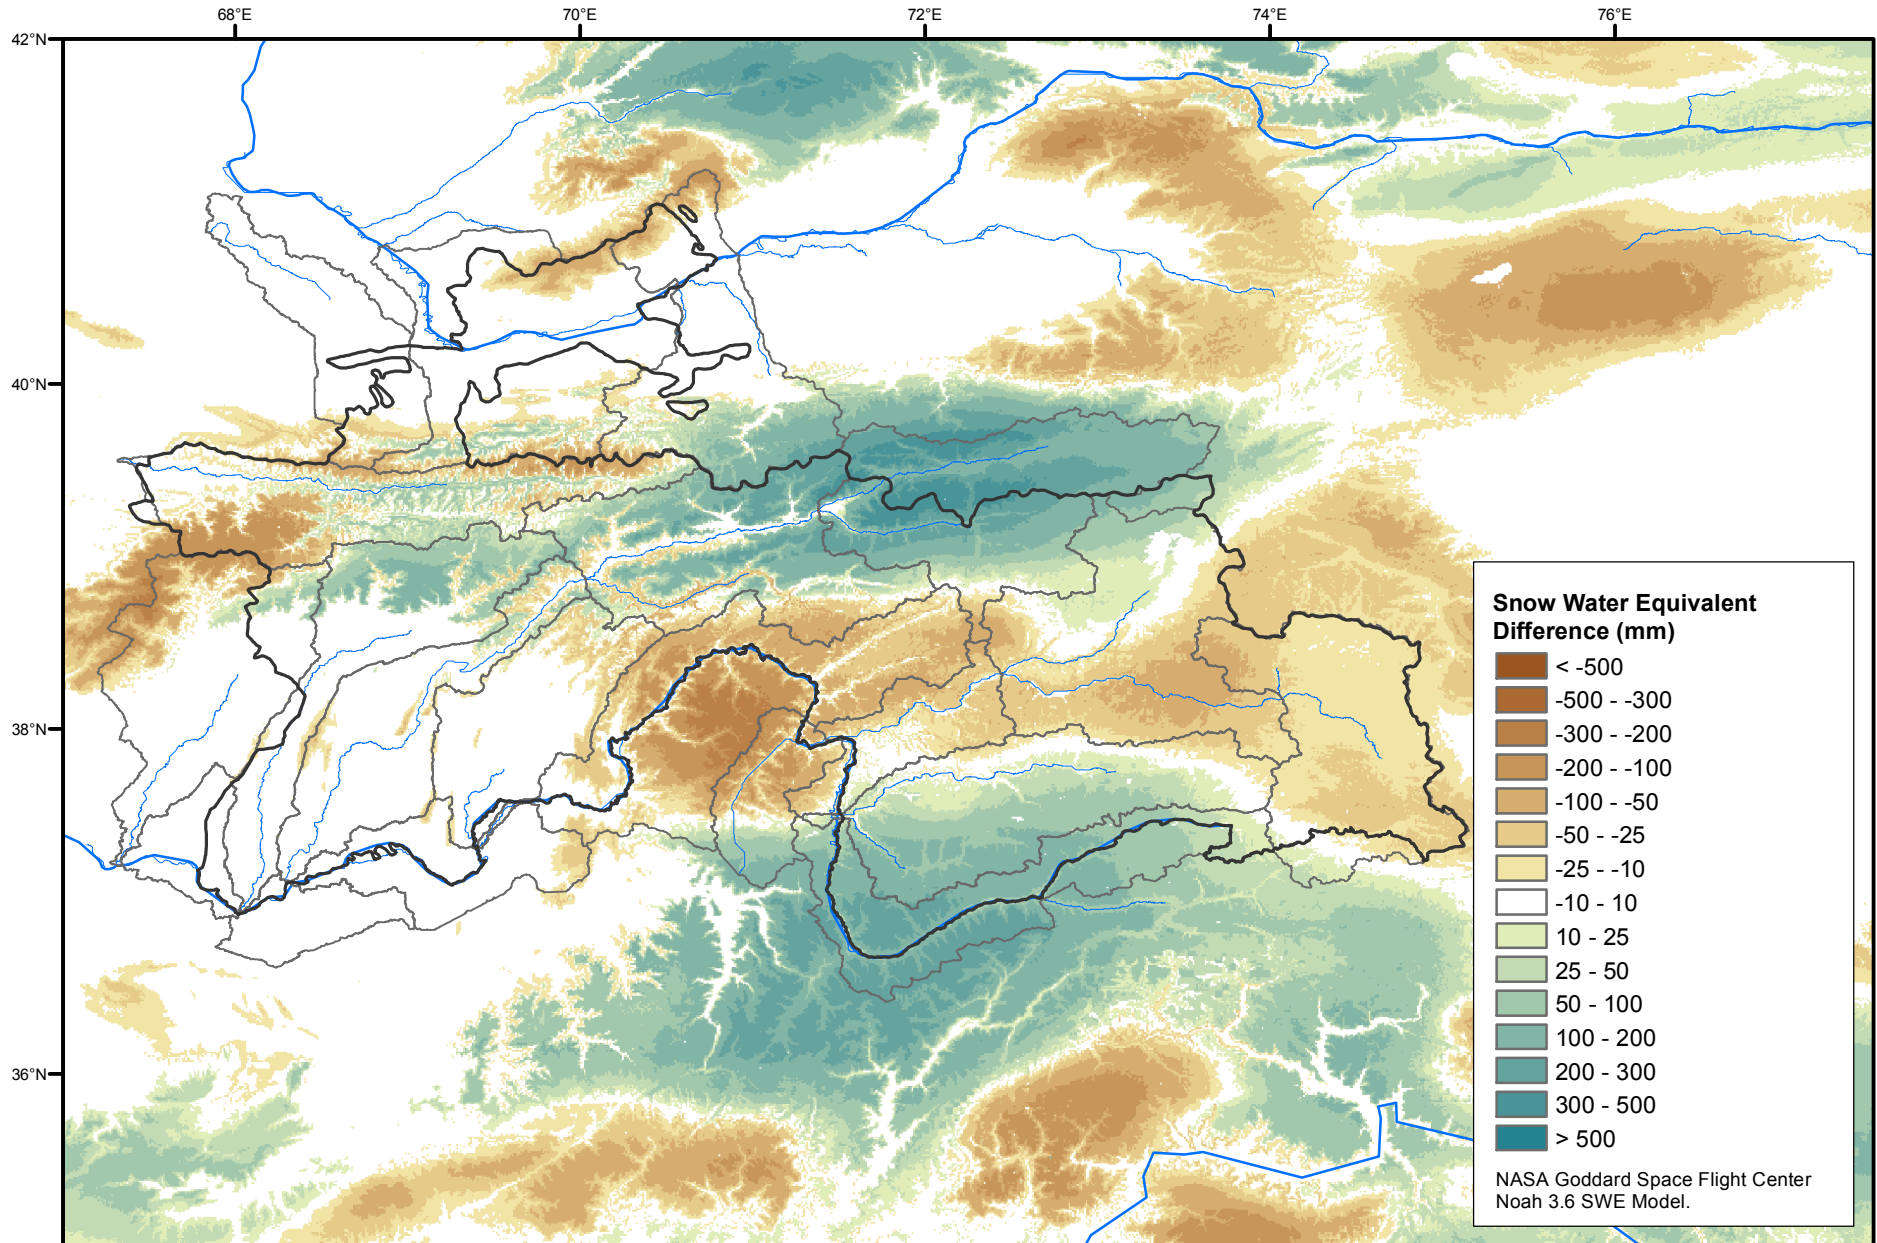 68°E
70°E
72°E
74°E
76°E
42°N
40°N
38°N
36°N
Snow Water Equivalent
Difference (mm)
< -500
-500 - -300
-300 - -200
-200 - -100
-100 - -50
-50 - -25
-25 - -10
-10 - 10
10 - 25
25 - 50
50 - 100
100 - 200
200 - 300
300 - 500
> 500
NASA Goddard Space Flight Center
Noah 3.6 SWE Model.